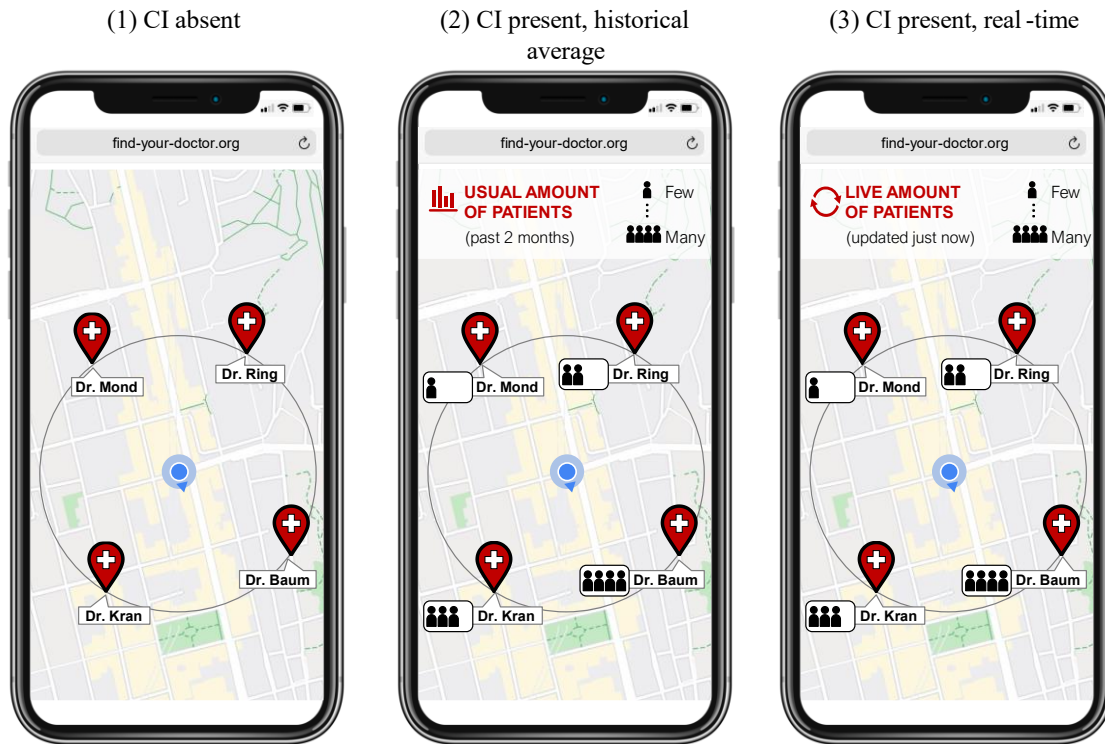 (1) CI absent
find-your-doctor.org
Dr. Mond
Dr. Ring
Dr. Baum
Dr. Kran
(2) CI present, historical
average
find-your-doctor.org
USUAL AMOUNT
OF PATIENTS
(past 2 months)
Few
Many
Dr. Mond
Dr. Ring
Dr. Baum
Dr. Kran
(3) CI present, real -time
find-your-doctor.org
LIVE AMOUNT
OF PATIENTS
(updated just now)
Few
Many
Dr. Mond
Dr. Ring
Dr. Baum
Dr. Kran